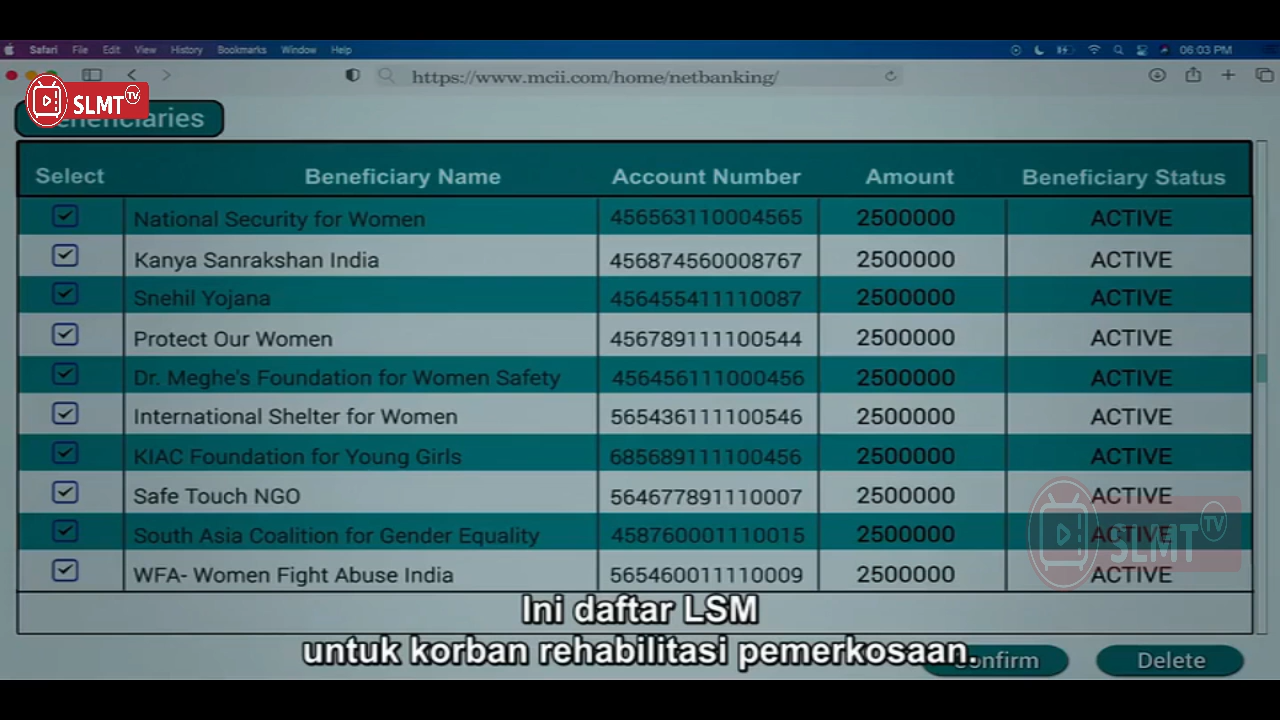 Safari File Edit View History Bookmarks Window Help 06:03 PM
https://www.mcii.com/home/netbanking/
SLMT TV
Beneficiaries
Select Beneficiary Name Account Number Amount Beneficiary Status
National Security for Women 456563110004565 2500000 ACTIVE
Kanya Sanrakshan India 456874560008767 2500000 ACTIVE
Snehil Yojana 456455411110087 2500000 ACTIVE
Protect Our Women 456789111100544 2500000 ACTIVE
Dr. Meghe's Foundation for Women Safety 456456111000456 2500000 ACTIVE
International Shelter for Women 565436111100546 2500000 ACTIVE
KIAC Foundation for Young Girls 685689111100456 2500000 ACTIVE
Safe Touch NGO 564677891110007 2500000 ACTIVE
South Asia Coalition for Gender Equality 458760001110015 2500000 ACTIVE
SLMT TV
WFA- Women Fight Abuse India 565460011110009 2500000 ACTIVE
Ini daftar LSM
untuk korban rehabilitasi pemerkosaan.
Confirm Delete